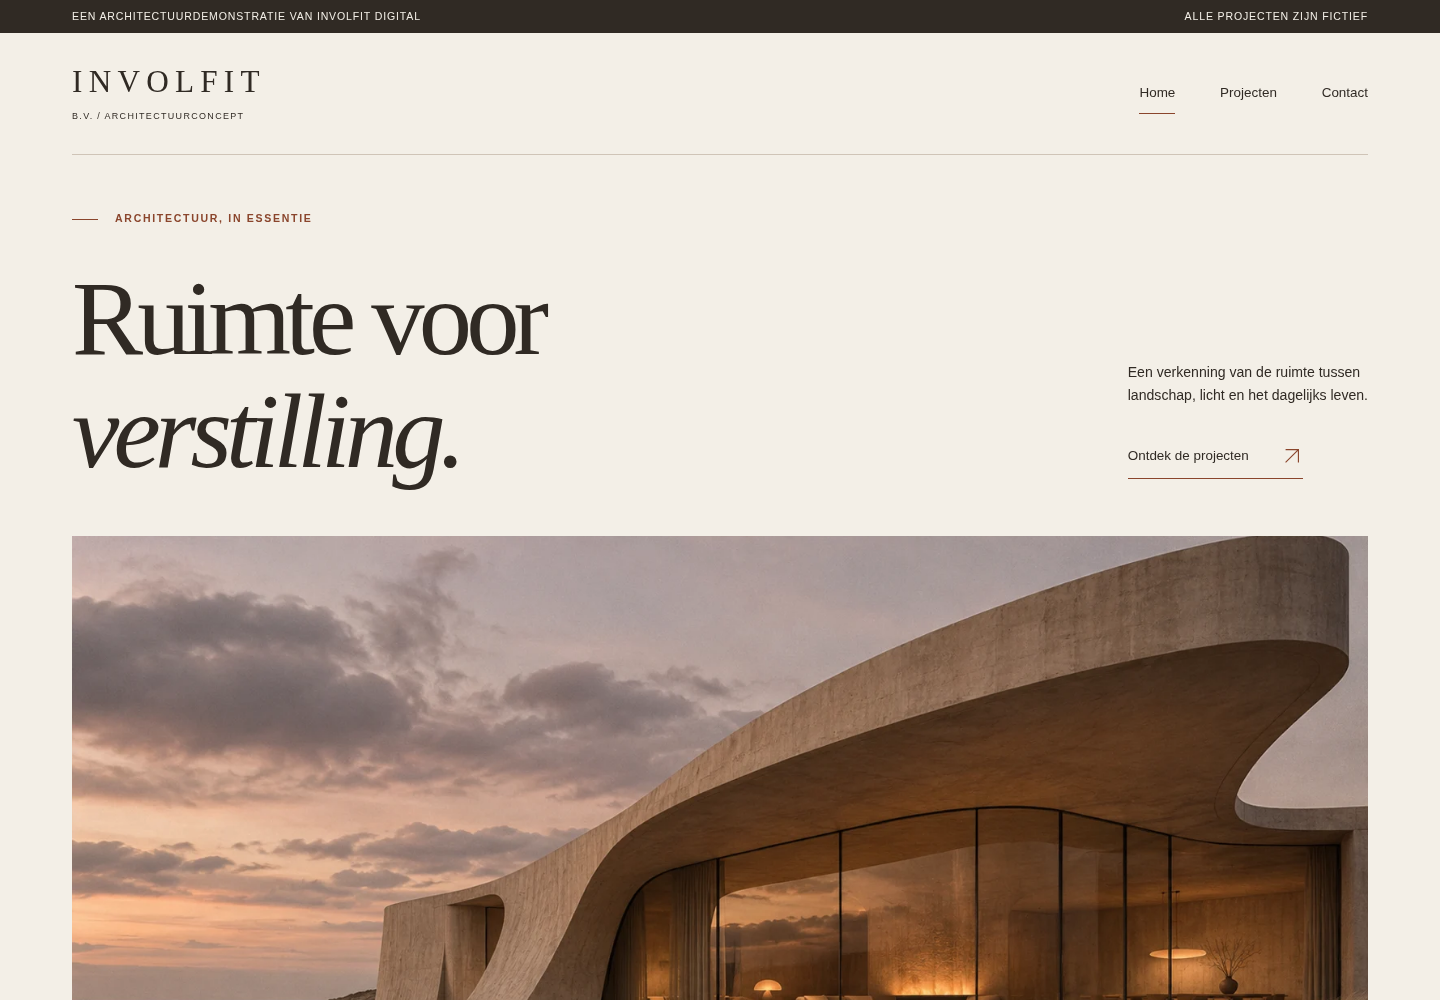 EEN ARCHITECTUURDEMONSTRATIE VAN INVOLFIT DIGITAL
ALLE PROJECTEN ZIJN FICTIEF
INVOLFIT
B.V. / ARCHITECTUURCONCEPT
Home
Projecten
Contact
ARCHITECTUUR, IN ESSENTIE
Ruimte voor
verstilling.
Een verkenning van de ruimte tussen
landschap, licht en het dagelijks leven.
Ontdek de projecten